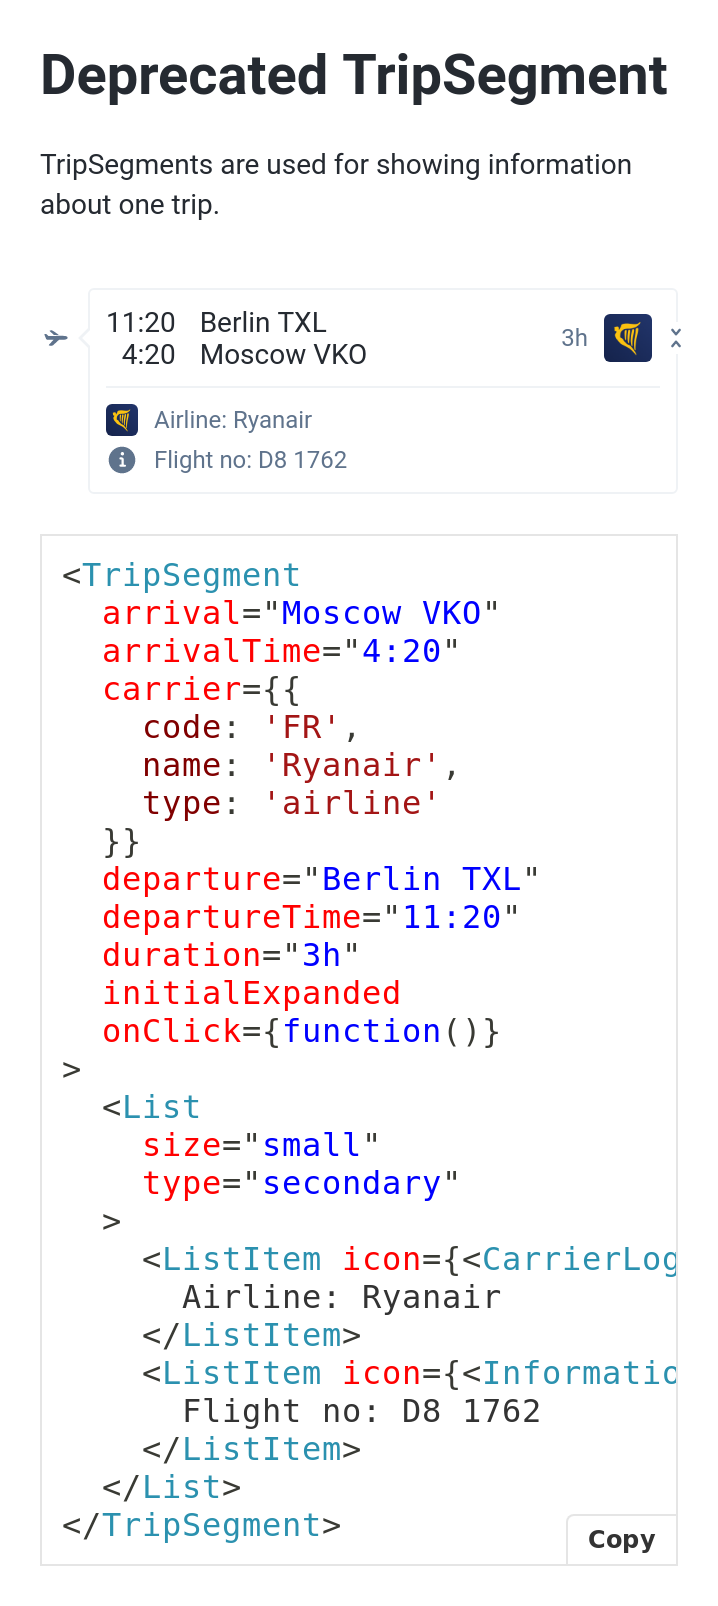 Deprecated TripSegment
TripSegments are used for showing information
about one trip.
11:20 Berlin TXL
3h
4:20 Moscow VKO
Airline: Ryanair
Flight no: D8 1762
<TripSegment
  arrival="Moscow VKO"
  arrivalTime="4:20"
  carrier={{
    code: 'FR',
    name: 'Ryanair',
    type: 'airline'
  }}
  departure="Berlin TXL"
  departureTime="11:20"
  duration="3h"
  initialExpanded
  onClick={function()}
>
  <List
    size="small"
    type="secondary"
  >
    <ListItem icon={<CarrierLog
      Airline: Ryanair
    </ListItem>
    <ListItem icon={<Informatio
      Flight no: D8 1762
    </ListItem>
  </List>
</TripSegment>
Copy